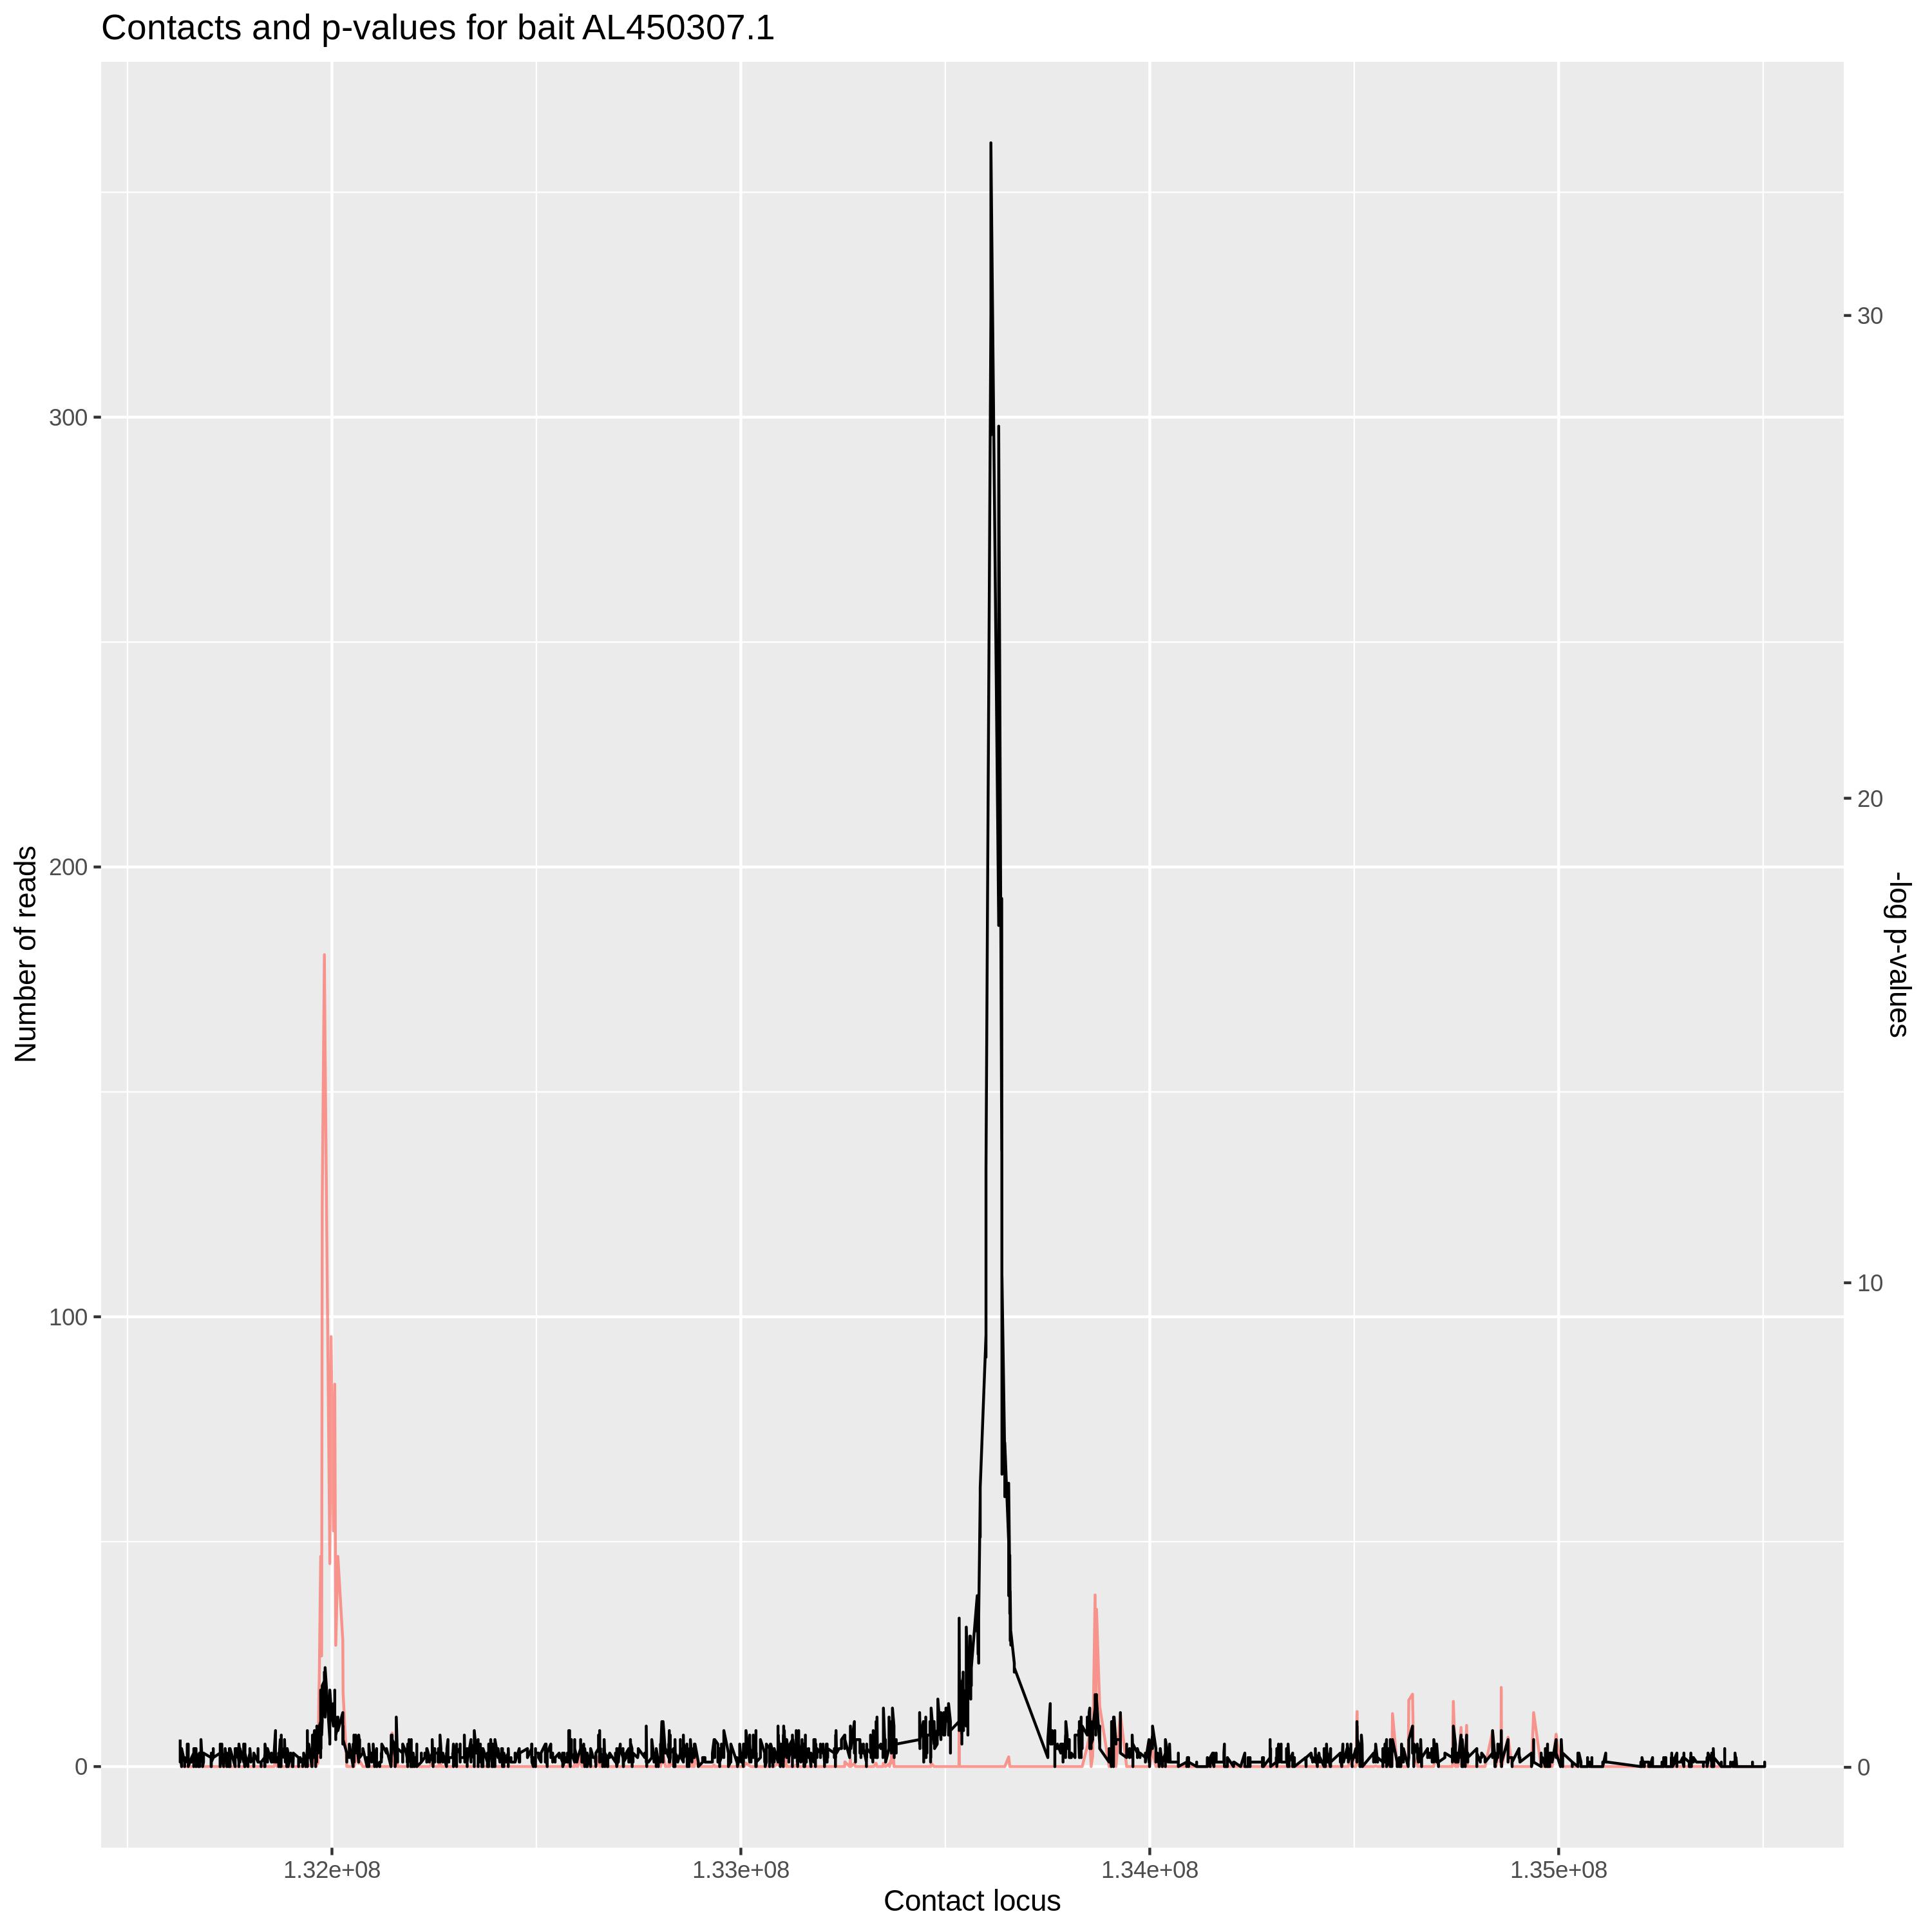 Contacts and p-values for bait AL450307.1
300
200
100
0
30
20
10
0
Number of reads
-log p-values
1.32e+08
1.33e+08
1.34e+08
1.35e+08
Contact locus